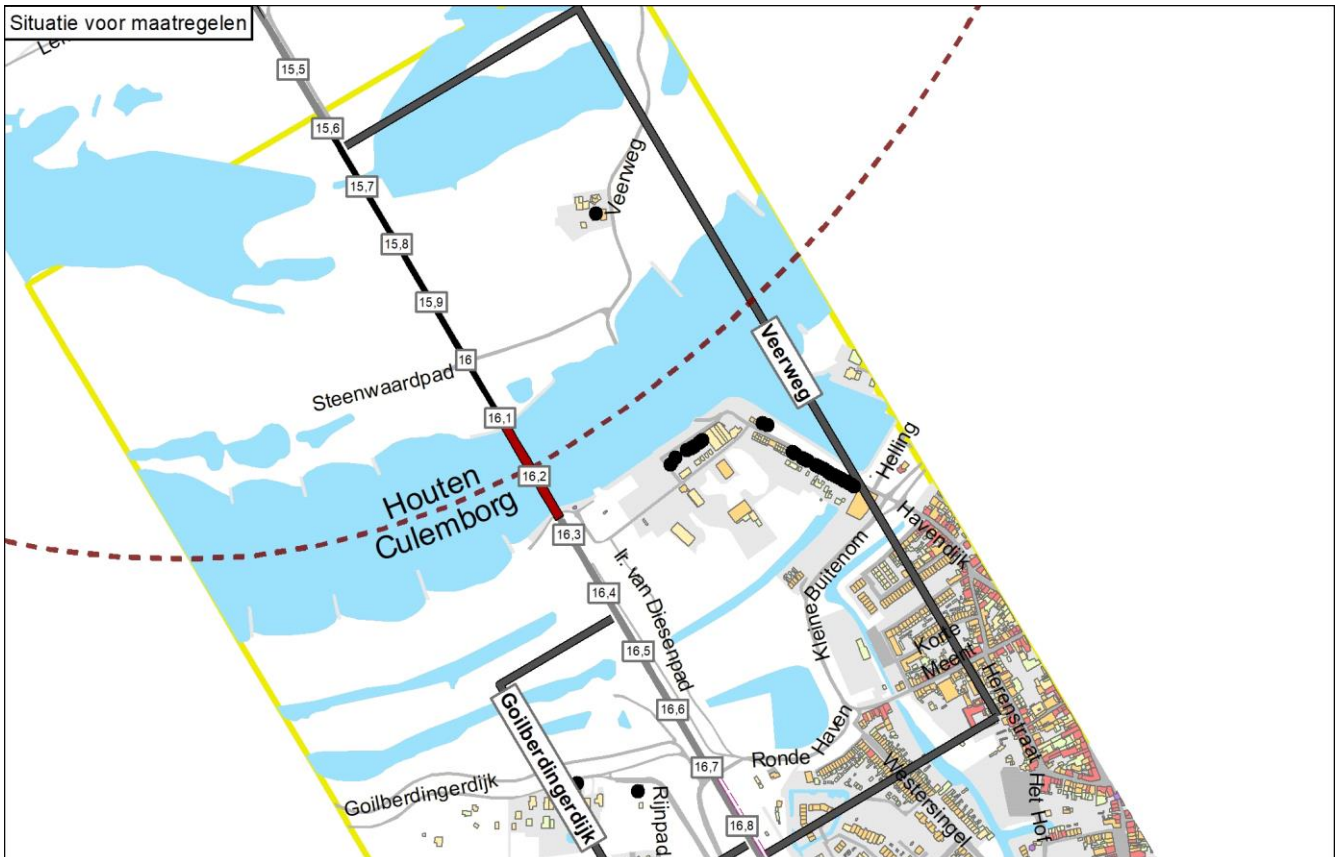 Situatie voor maatregelen
15,5
15,6
15,7
Veerweg
15,8
15,9
16
Steenwaardpad
Veerweg
16,1
16,2
Houten
Culemborg
Helling
Havendijk
16,3
Ir. van Diesenpad
Kleine Buitenom
16,4
16,5
Korte
Meent
Herenstraat
16,6
Goilberdingerdijk
Ronde Haven
16,7
Westersingel
Het Hof
Goilberdingerdijk
Rijnpad
16,8